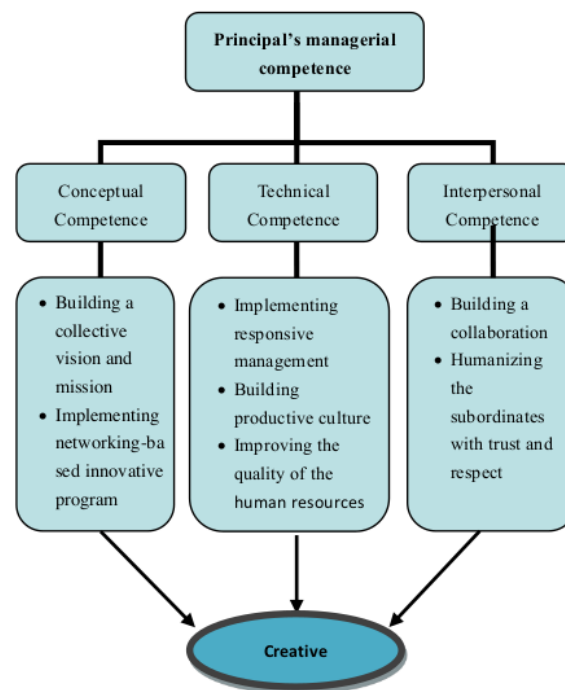 Principal's managerial
competence
Conceptual
Competence
Technical
Competence
Interpersonal
Competence
• Building a
collective
vision and
mission
• Implementing
networking-ba
sed innovative
program
• Implementing
responsive
management
• Building
productive culture
• Improving the
quality of the
human resources
• Building a
collaboration
• Humanizing
the
subordinates
with trust and
respect
Creative